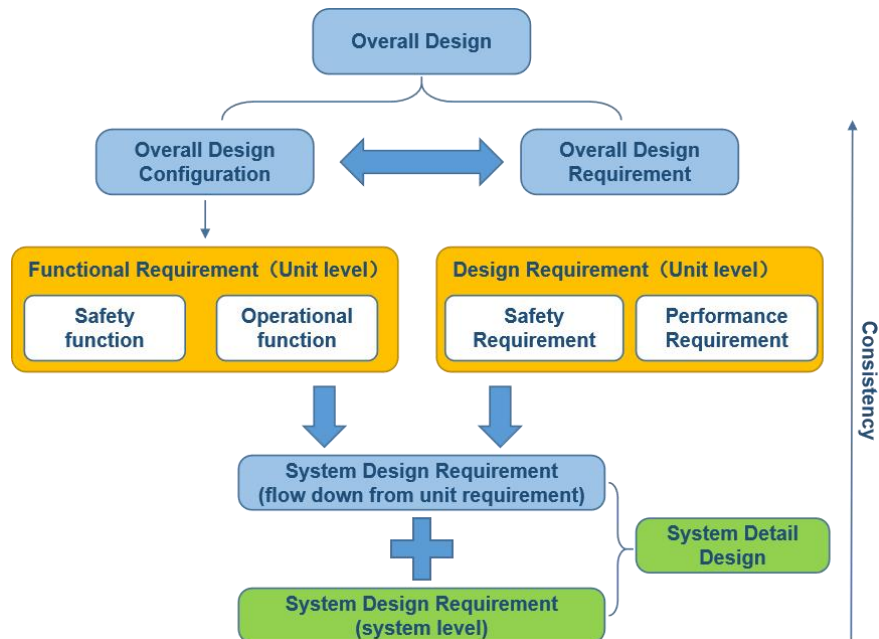 Overall Design
Overall Design
Configuration
Overall Design
Requirement
Functional Requirement（Unit level）
Safety
function
Operational
function
Design Requirement（Unit level）
Safety
Requirement
Performance
Requirement
Consistency
System Design Requirement
(flow down from unit requirement)
System Detail
Design
System Design Requirement
(system level)